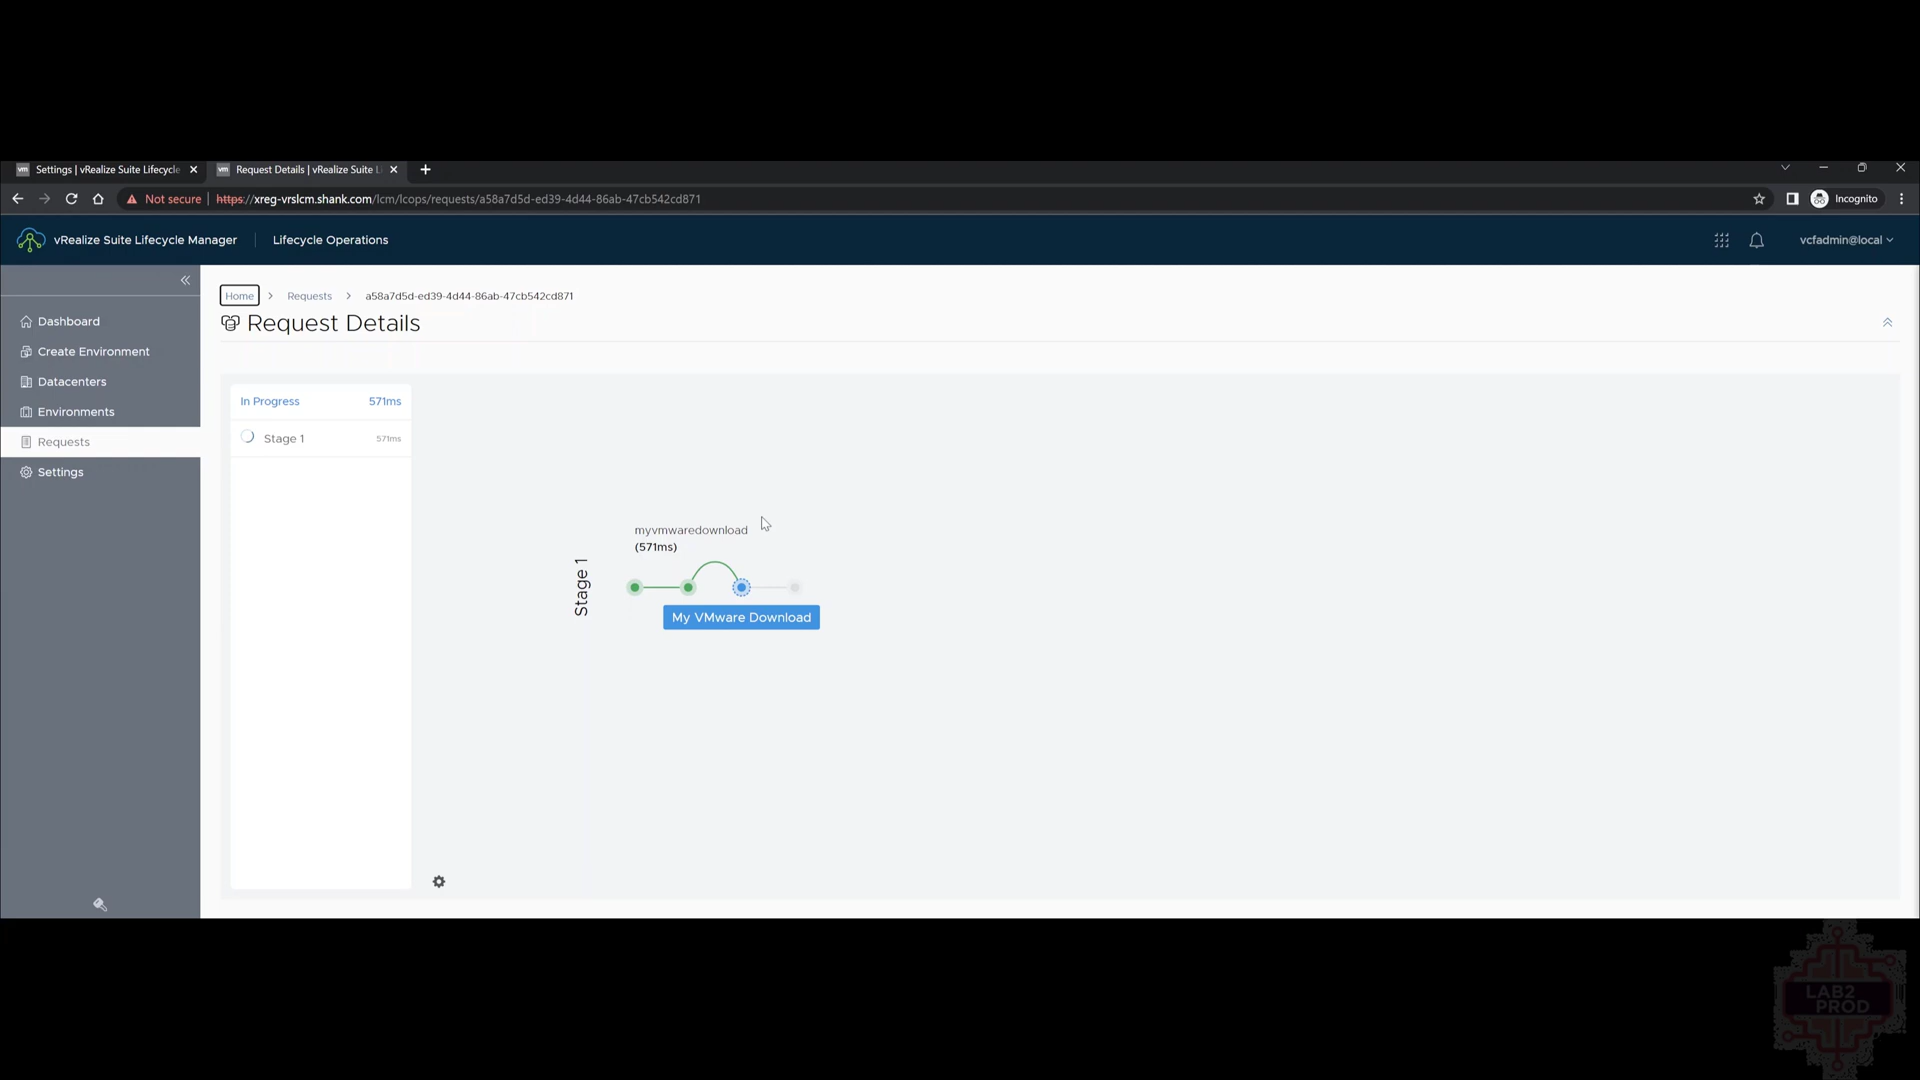 vm Settings | vRealize Suite Lifecycle
vm Request Details | vRealize Suite L
Not secure | https://xreg-vrslcm.shank.com/lcm/lcops/requests/a58a7d5d-ed39-4d44-86ab-47cb542cd871
Incognito
vRealize Suite Lifecycle Manager
Lifecycle Operations
vcfadmin@local
Dashboard
Create Environment
Datacenters
Environments
Requests
Settings
Home > Requests > a58a7d5d-ed39-4d44-86ab-47cb542cd871
Request Details
In Progress 571ms
Stage 1 571ms
Stage 1
myvmwaredownload
(571ms)
My VMware Download
LAB2
PROD